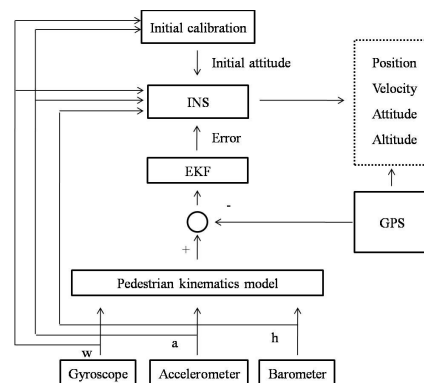 Initial calibration
Initial attitude
Position
Velocity
Attitude
Altitude
INS
Error
EKF
-
GPS
+
Pedestrian kinematics model
w
a
h
Gyroscope
Accelerometer
Barometer